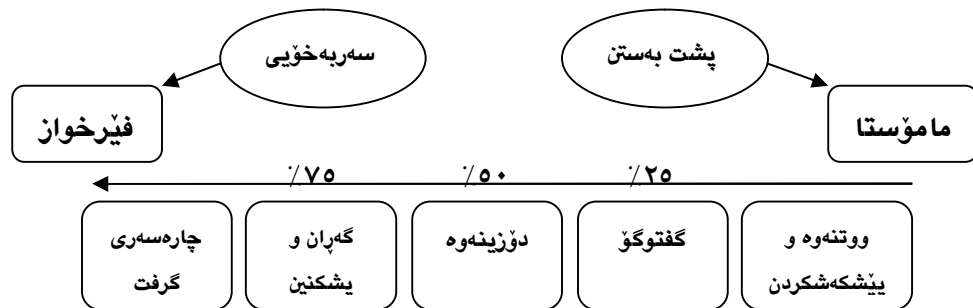 پشت بەستن
سەربەخۆیی
مامۆستا
فێرخواز
٪٢٥
٪٥٠
٪٧٥
ووتنەوە و
پێشکەشکردن
گفتوگۆ
دۆزینەوە
گەڕان و
پشکنین
چارەسەری
گرفت